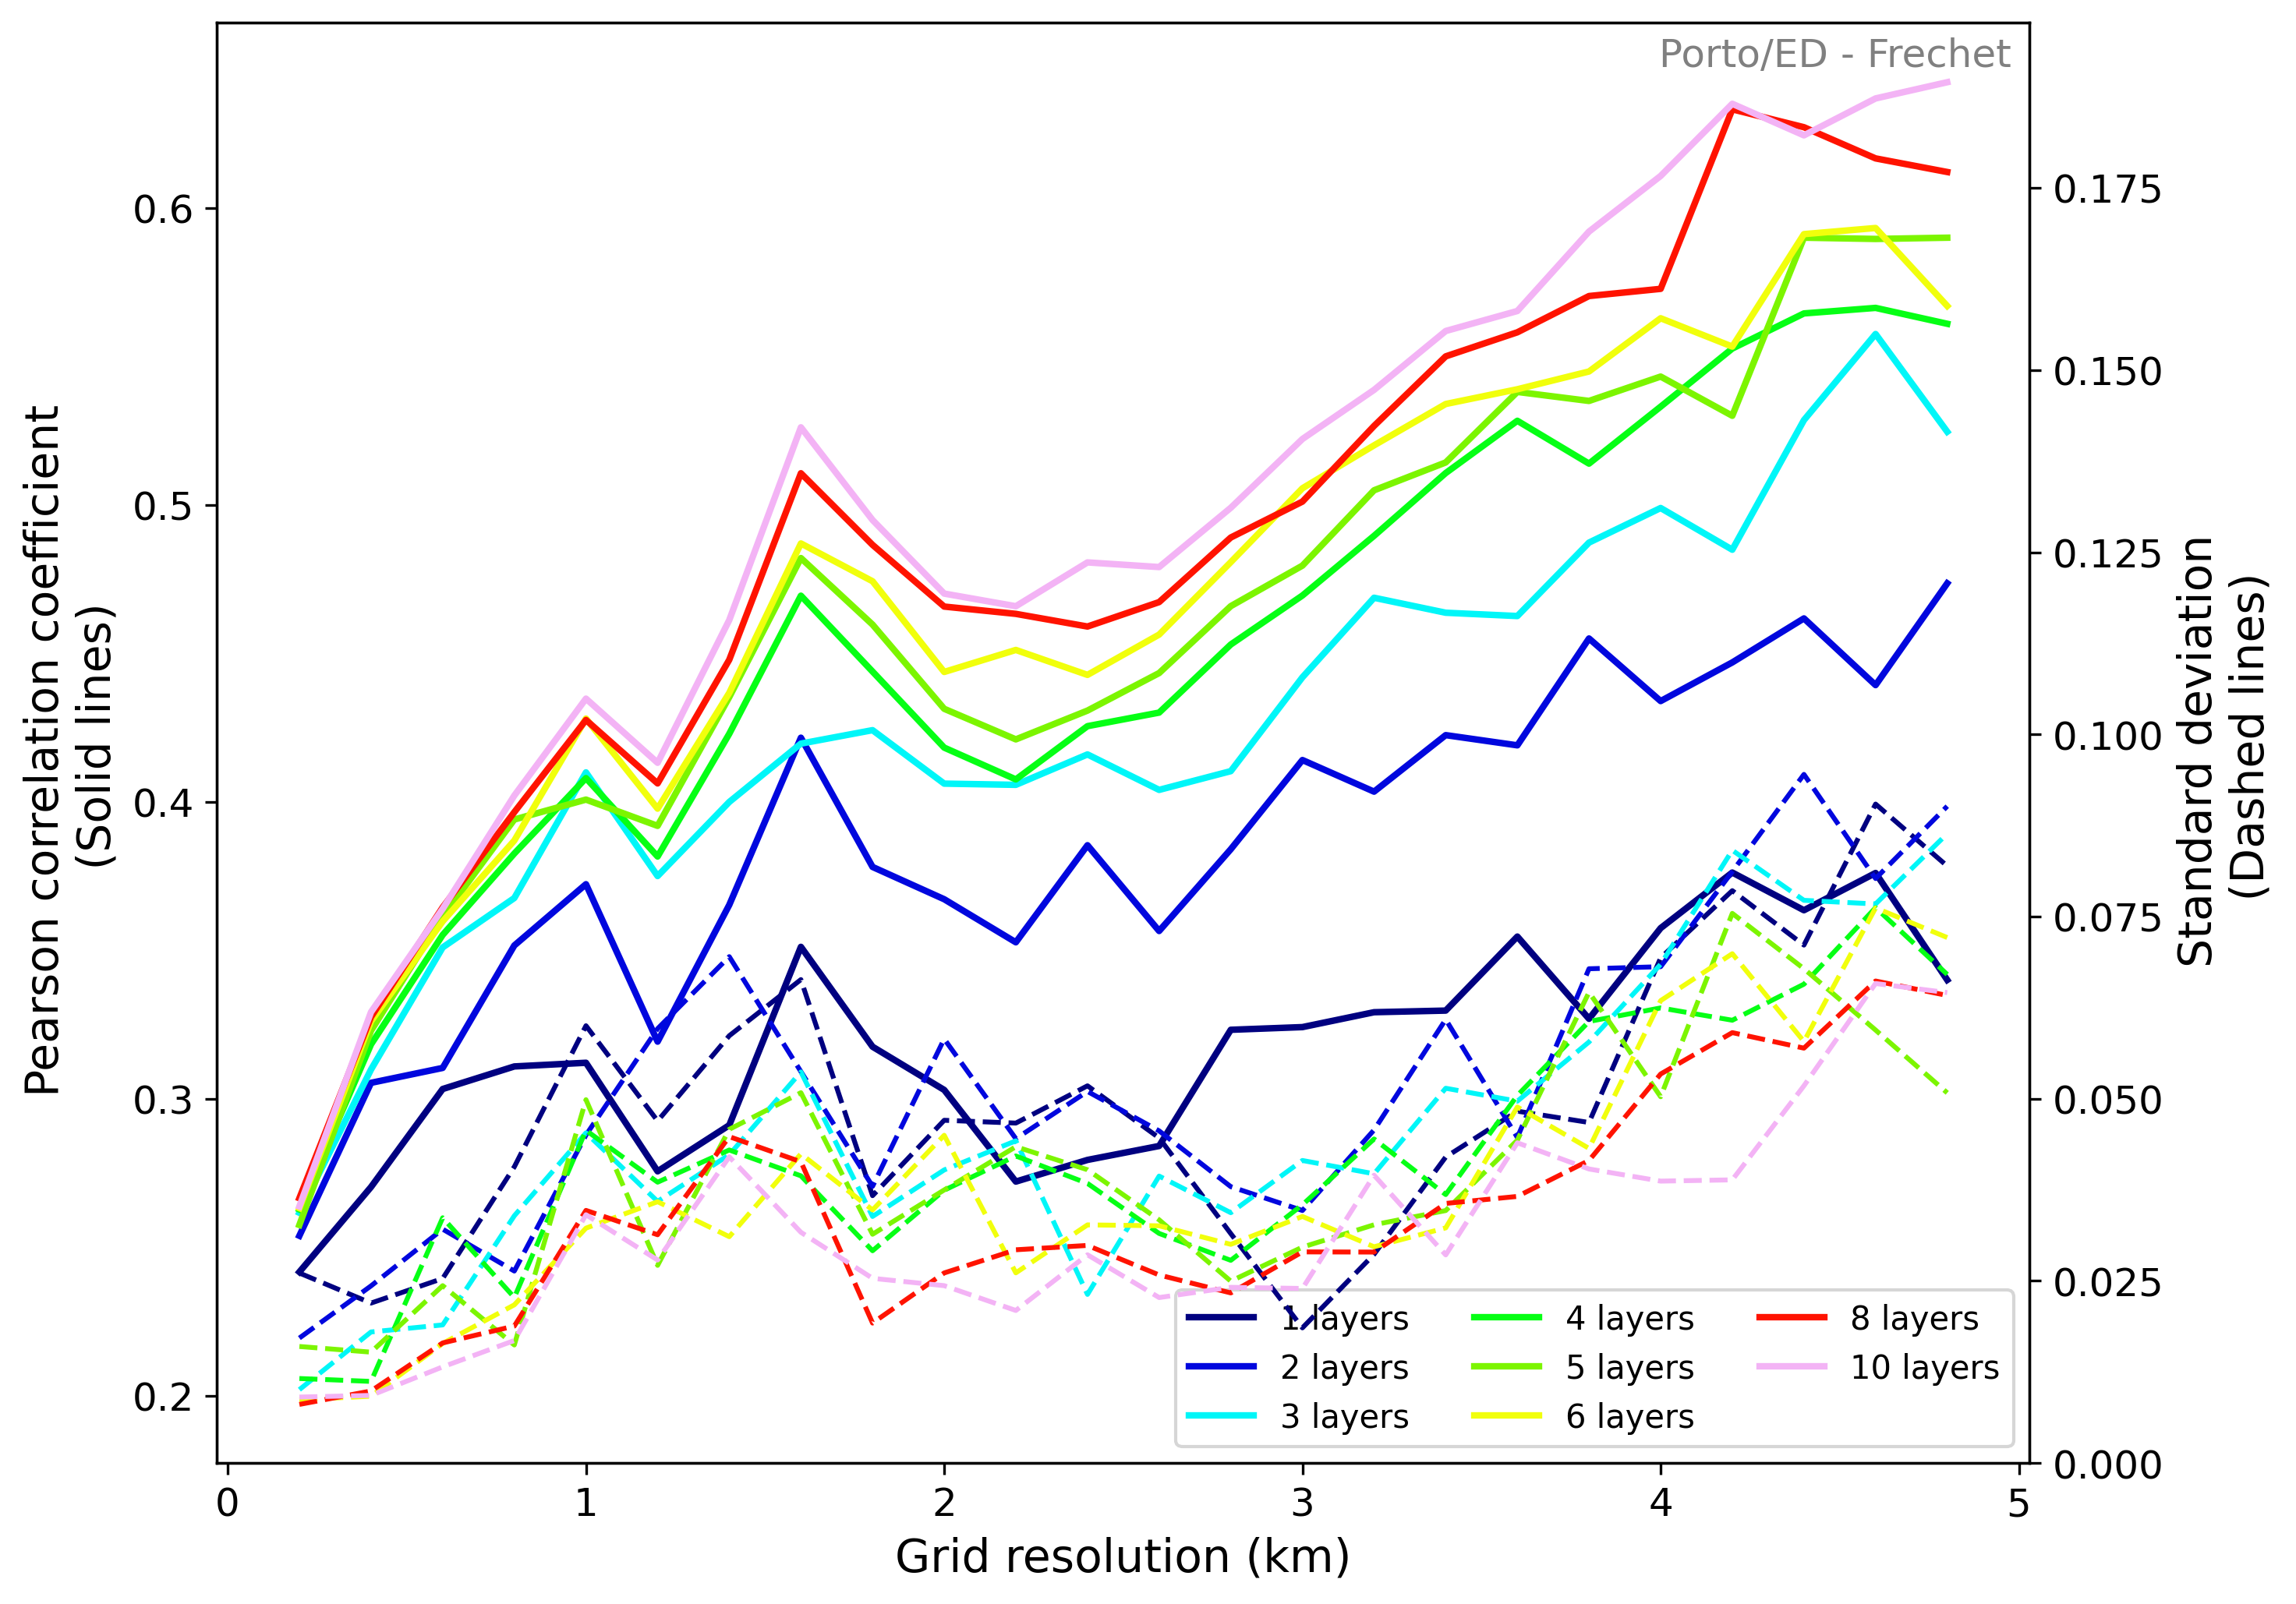 Porto/ED - Frechet
Pearson correlation coefficient
(Solid lines)
0.6
0.5
0.4
0.3
0.2
0.175
0.150
0.125
0.100
0.075
0.050
0.025
0.000
Standard deviation
(Dashed lines)
1 layers
2 layers
3 layers
4 layers
5 layers
6 layers
8 layers
10 layers
0 1 2 3 4 5
Grid resolution (km)